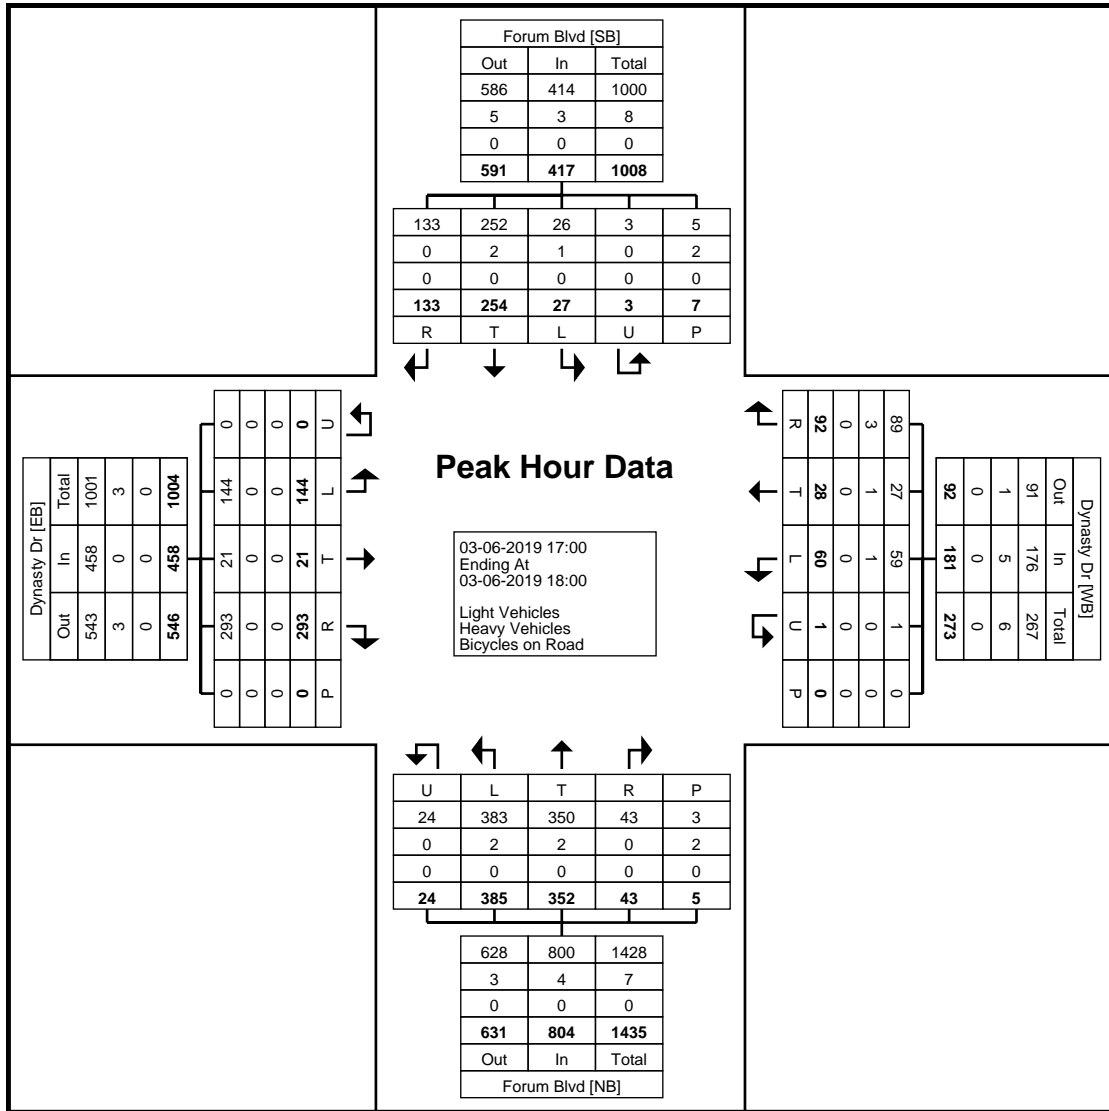 Forum Blvd [SB]
Out In Total
586 414 1000
5 3 8
0 0 0
591 417 1008
133 252 26 3 5
0 2 1 0 2
0 0 0 0 0
133 254 27 3 7
R T L U P
Dynasty Dr [EB]
Total 1001 3 0 1004
In 458 0 0 458
Out 543 3 0 546
0 0 0 0 U
144 0 0 144 L
21 0 0 21 T
293 0 0 293 R
0 0 0 0 P
Peak Hour Data
03-06-2019 17:00
Ending At
03-06-2019 18:00
Light Vehicles
Heavy Vehicles
Bicycles on Road
R 92 0 3 89
T 28 0 1 27
L 60 0 1 59
U 1 0 0 1
P 0 0 0 0
92 0 1 91 Out
181 0 5 176 In
273 0 6 267 Total
Dynasty Dr [WB]
U L T R P
24 383 350 43 3
0 2 2 0 2
0 0 0 0 0
24 385 352 43 5
628 800 1428
3 4 7
0 0 0
631 804 1435
Out In Total
Forum Blvd [NB]